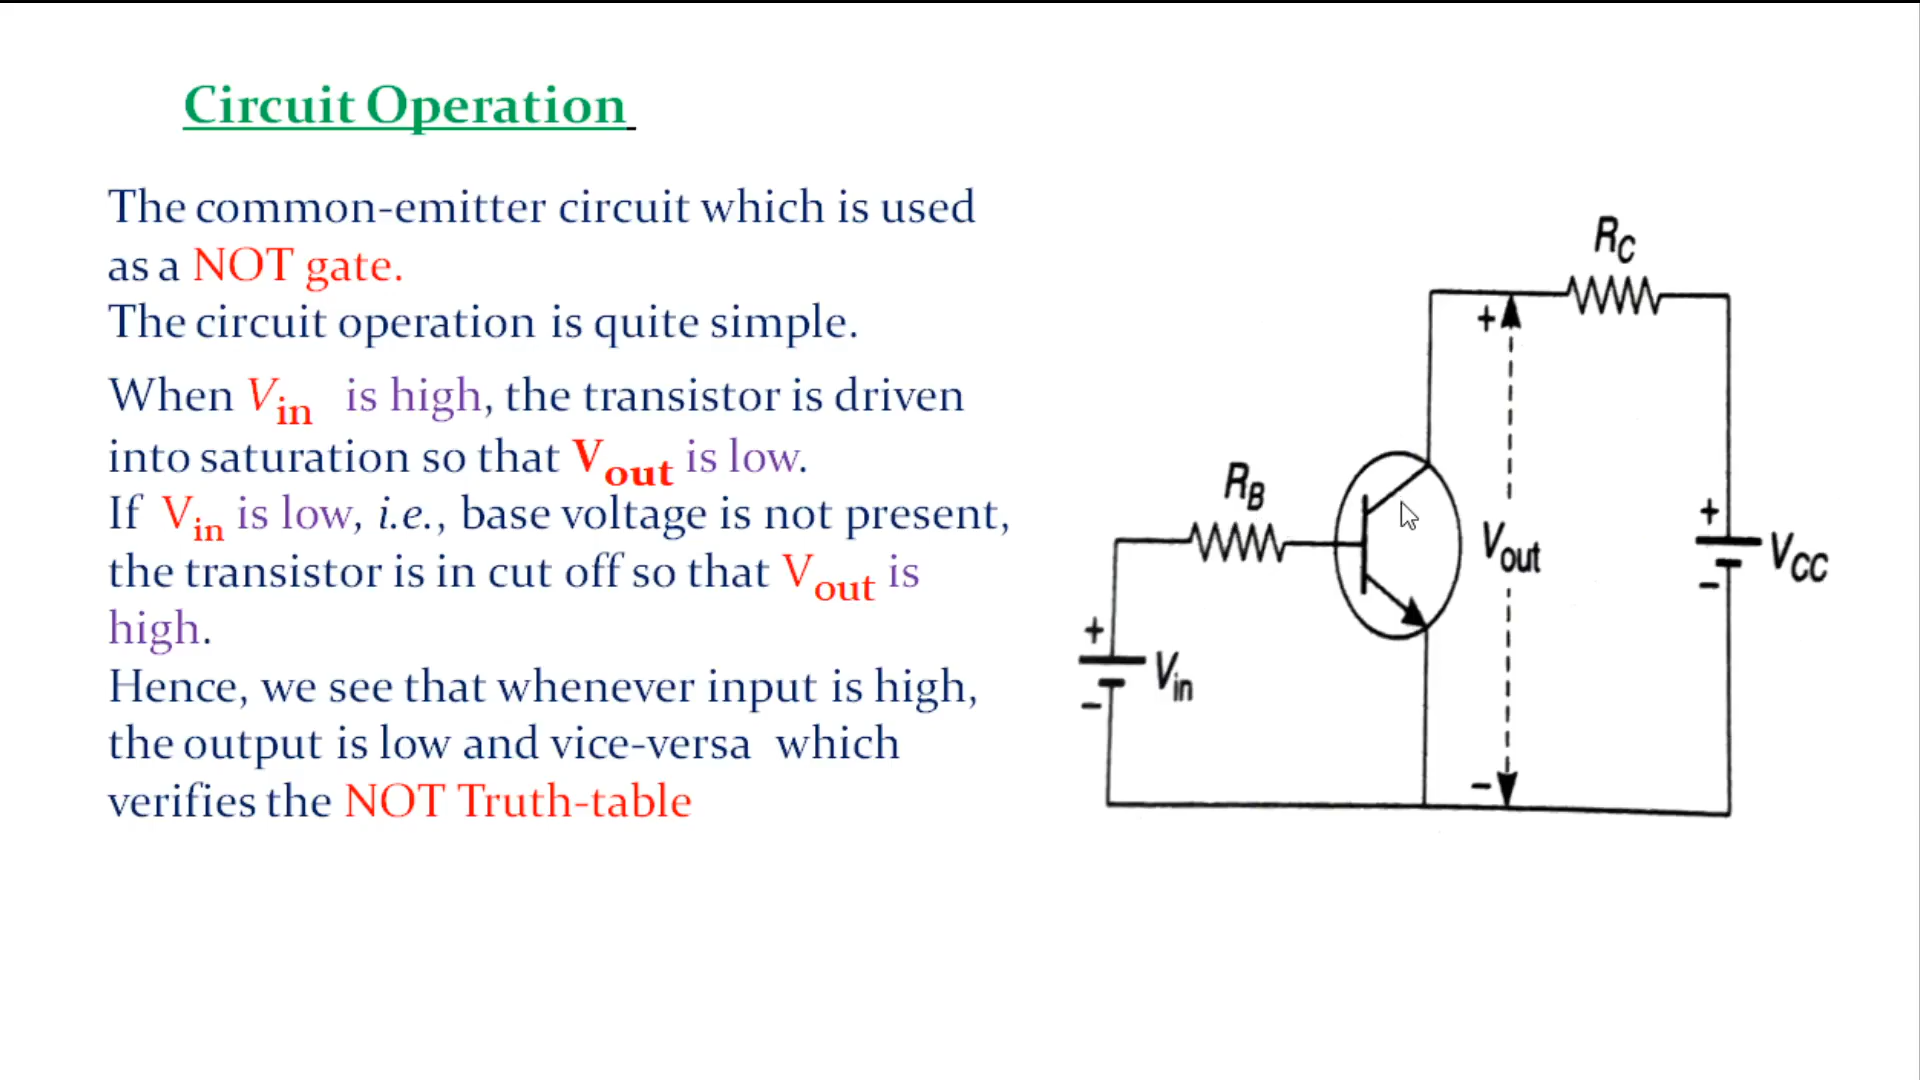 Circuit Operation
The common-emitter circuit which is used
as a NOT gate.
The circuit operation is quite simple.
When Vin is high, the transistor is driven
into saturation so that Vout is low.
If Vin is low, i.e., base voltage is not present,
the transistor is in cut off so that Vout is
high.
Hence, we see that whenever input is high,
the output is low and vice-versa which
verifies the NOT Truth-table
RC
+
RB
+
Vout
VCC
-
+
Vin
-
-